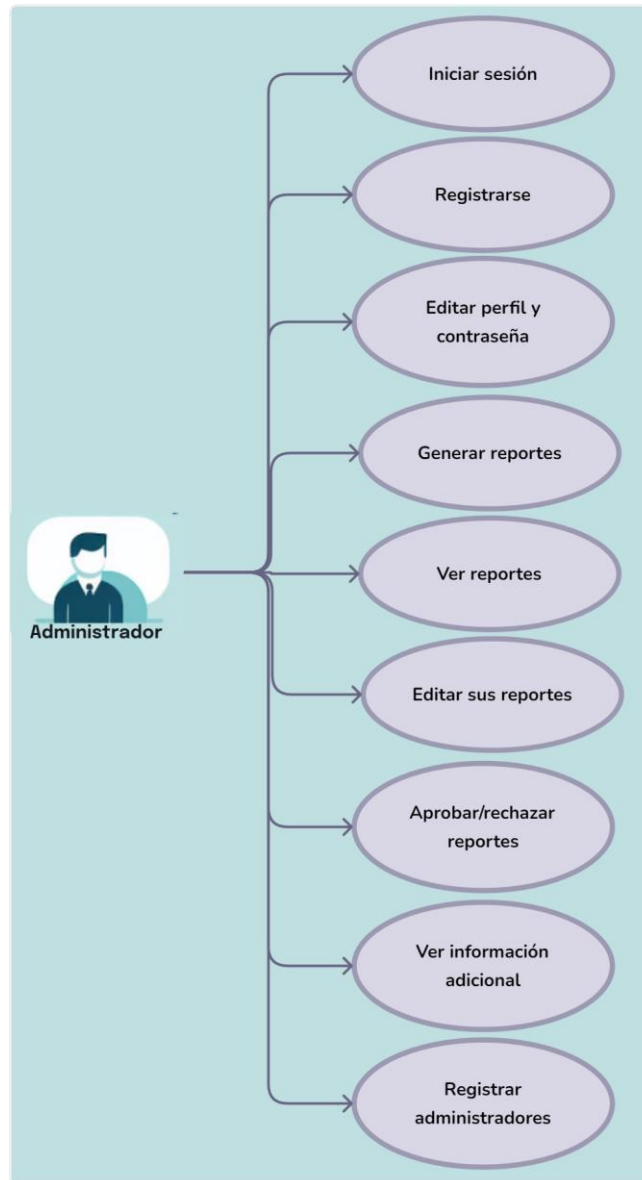 Iniciar sesión
Registrarse
Editar perfil y
contraseña
Generar reportes
Ver reportes
Administrador
Editar sus reportes
Aprobar/rechazar
reportes
Ver información
adicional
Registrar
administradores